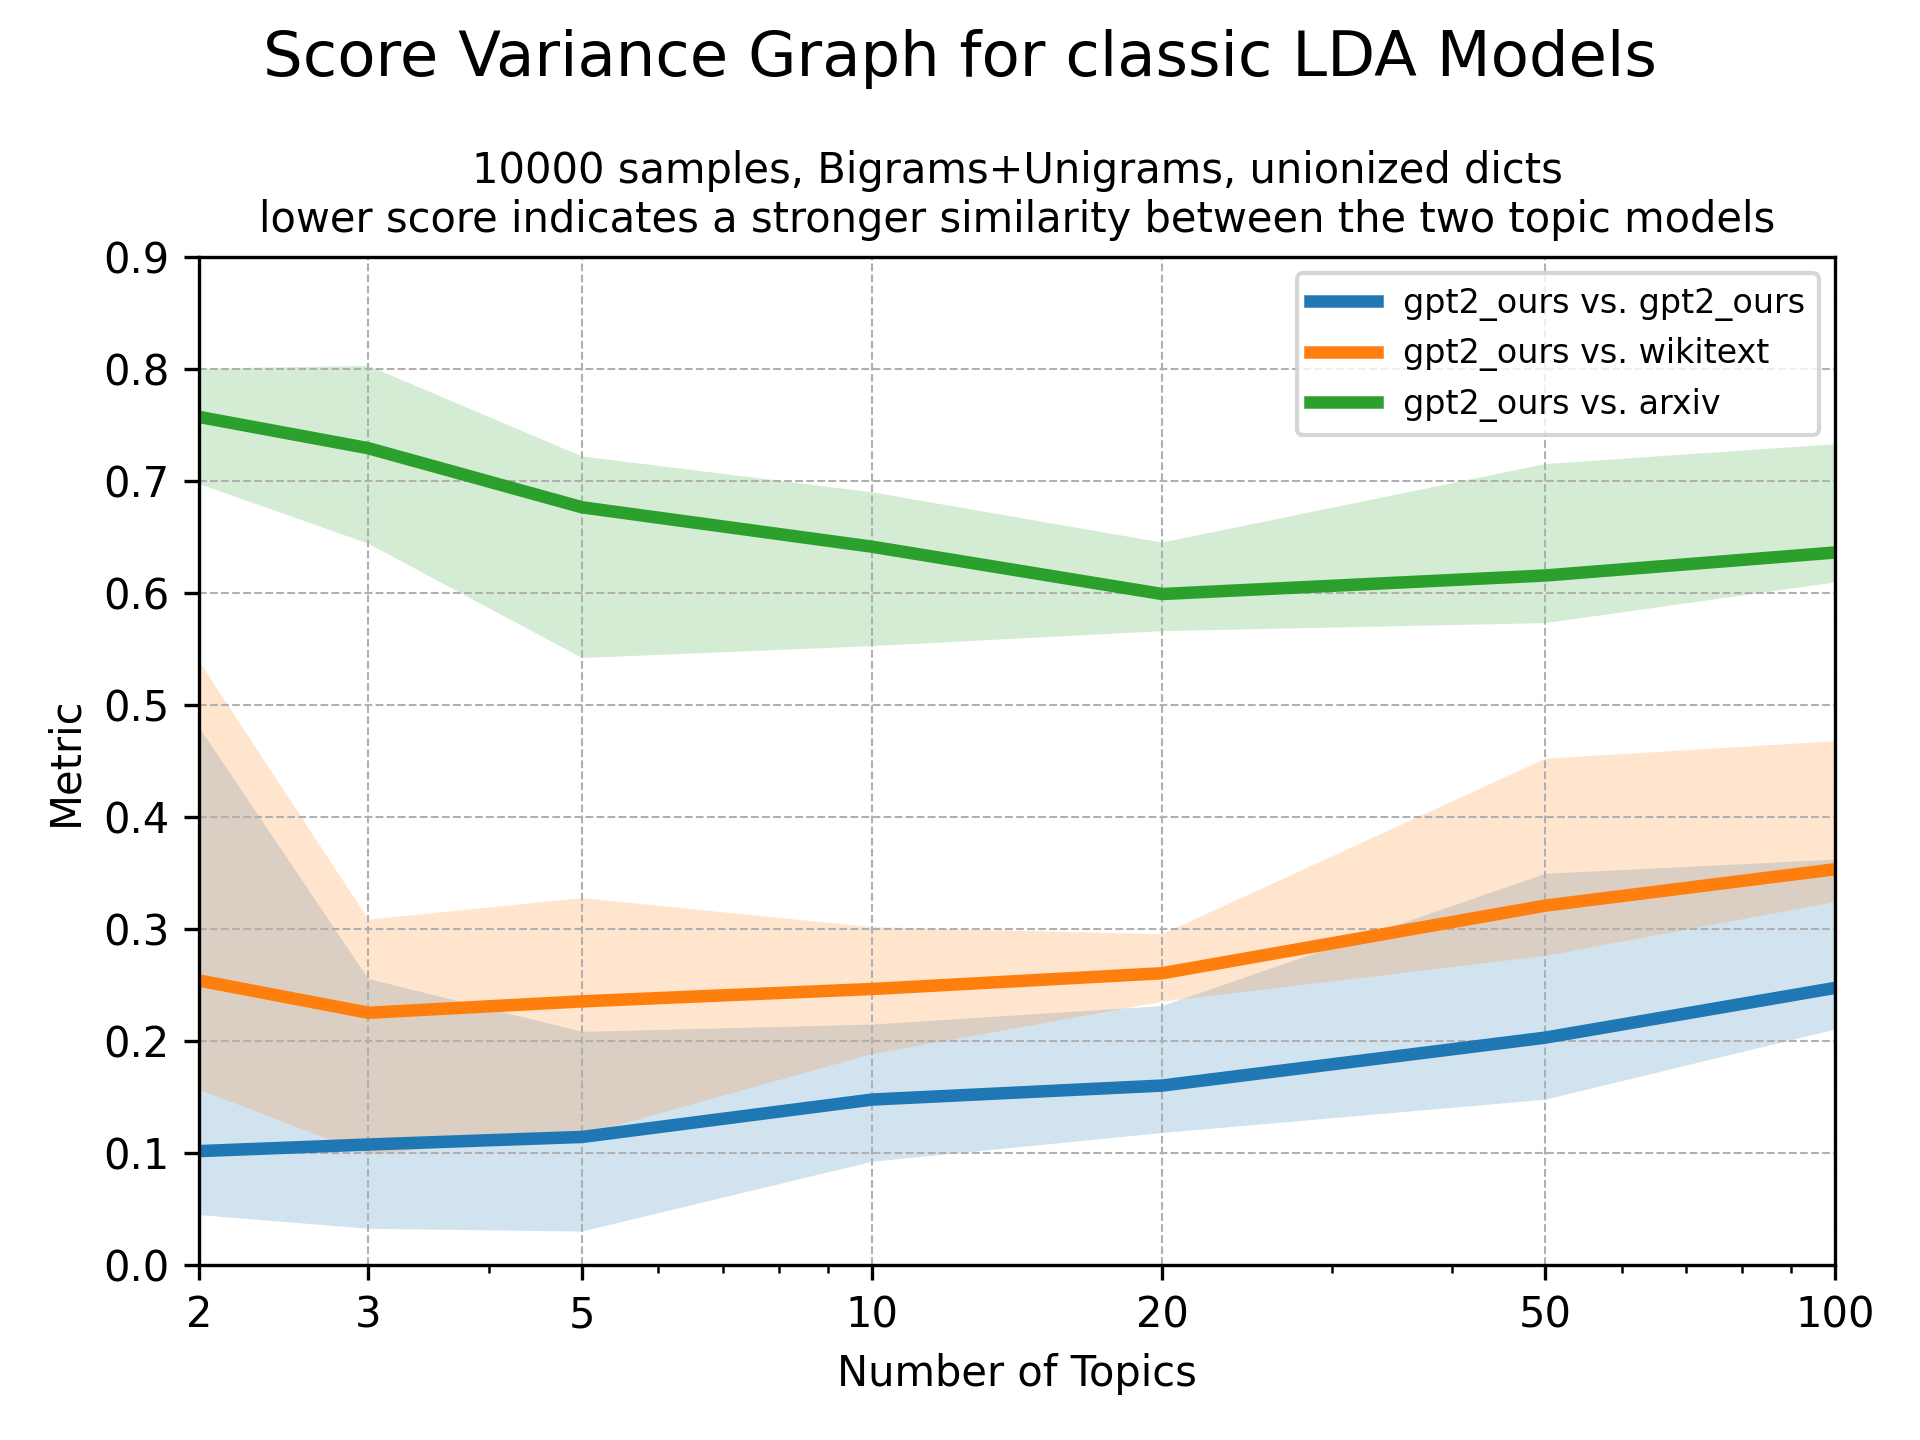 Score Variance Graph for classic LDA Models
10000 samples, Bigrams+Unigrams, unionized dicts
lower score indicates a stronger similarity between the two topic models
gpt2_ours vs. gpt2_ours
gpt2_ours vs. wikitext
gpt2_ours vs. arxiv
Metric
0.9
0.8
0.7
0.6
0.5
0.4
0.3
0.2
0.1
0.0
2 3 5 10 20 50 100
Number of Topics